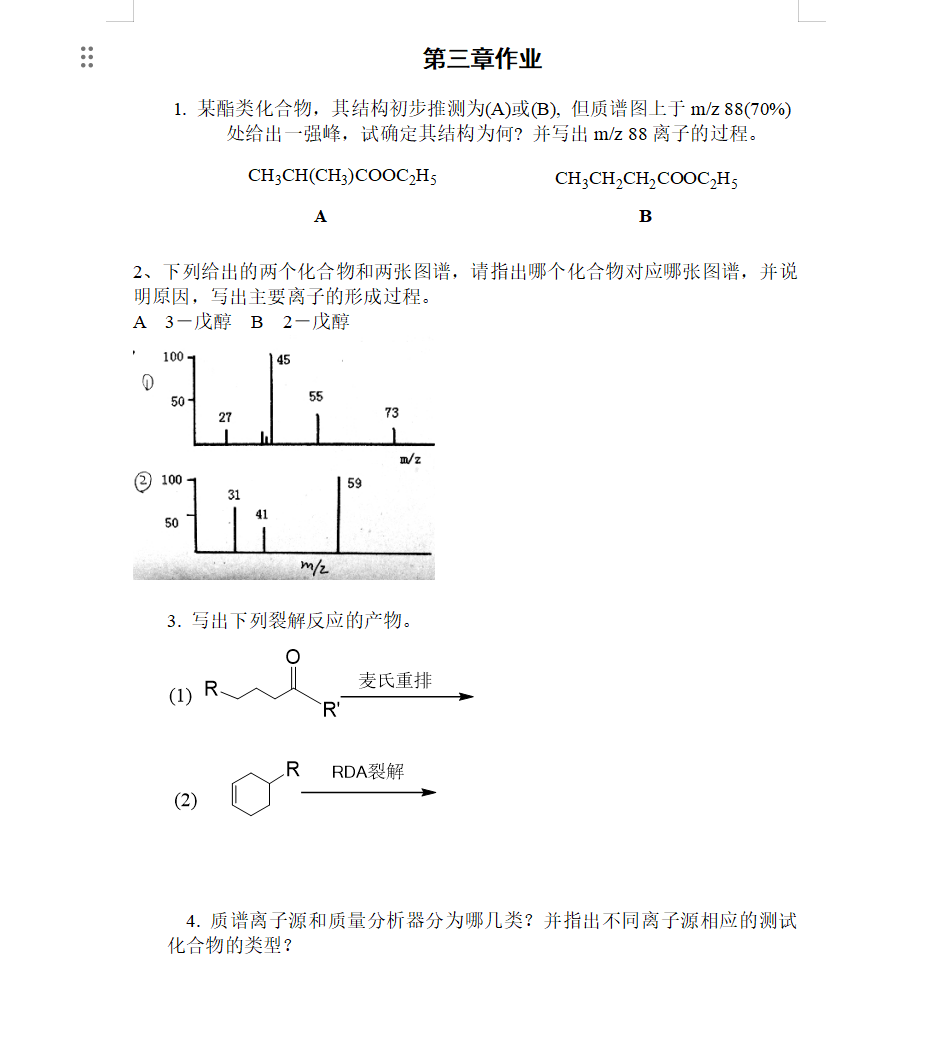 第三章作业
1. 某酯类化合物，其结构初步推测为(A)或(B), 但质谱图上于 m/z 88(70%)
处给出一强峰，试确定其结构为何？并写出 m/z 88 离子的过程。
CH₃CH(CH₃)COOC₂H₅ CH₃CH₂CH₂COOC₂H₅
A B
2、下列给出的两个化合物和两张图谱，请指出哪个化合物对应哪张图谱，并说
明原因，写出主要离子的形成过程。
A 3－戊醇 B 2－戊醇
① 100 45
50 27 55 73
m/z
② 100 31 59
50 41
m/z
3. 写出下列裂解反应的产物。
(1) R O R' 麦氏重排
(2) R RDA裂解
4. 质谱离子源和质量分析器分为哪几类？并指出不同离子源相应的测试
化合物的类型？